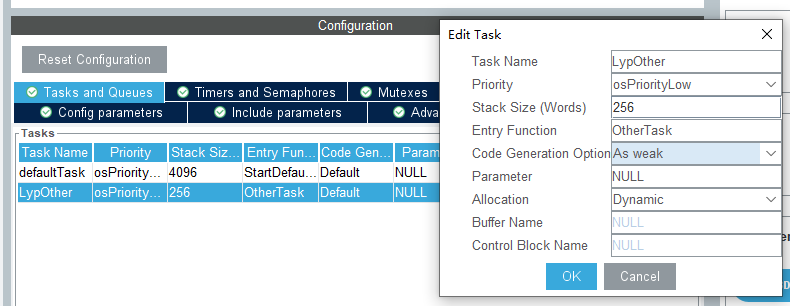 Configuration
Reset Configuration
Tasks and Queues
Timers and Semaphores
Mutexes
Config parameters
Include parameters
Adva
Tasks
Task Name Priority Stack Siz... Entry Fun... Code Gen... Param
defaultTask osPriority... 4096 StartDefau... Default NULL
LypOther osPriority... 256 OtherTask Default NULL
Edit Task
Task Name LypOther
Priority osPriorityLow
Stack Size (Words) 256
Entry Function OtherTask
Code Generation Option As weak
Parameter NULL
Allocation Dynamic
Buffer Name NULL
Control Block Name NULL
OK Cancel